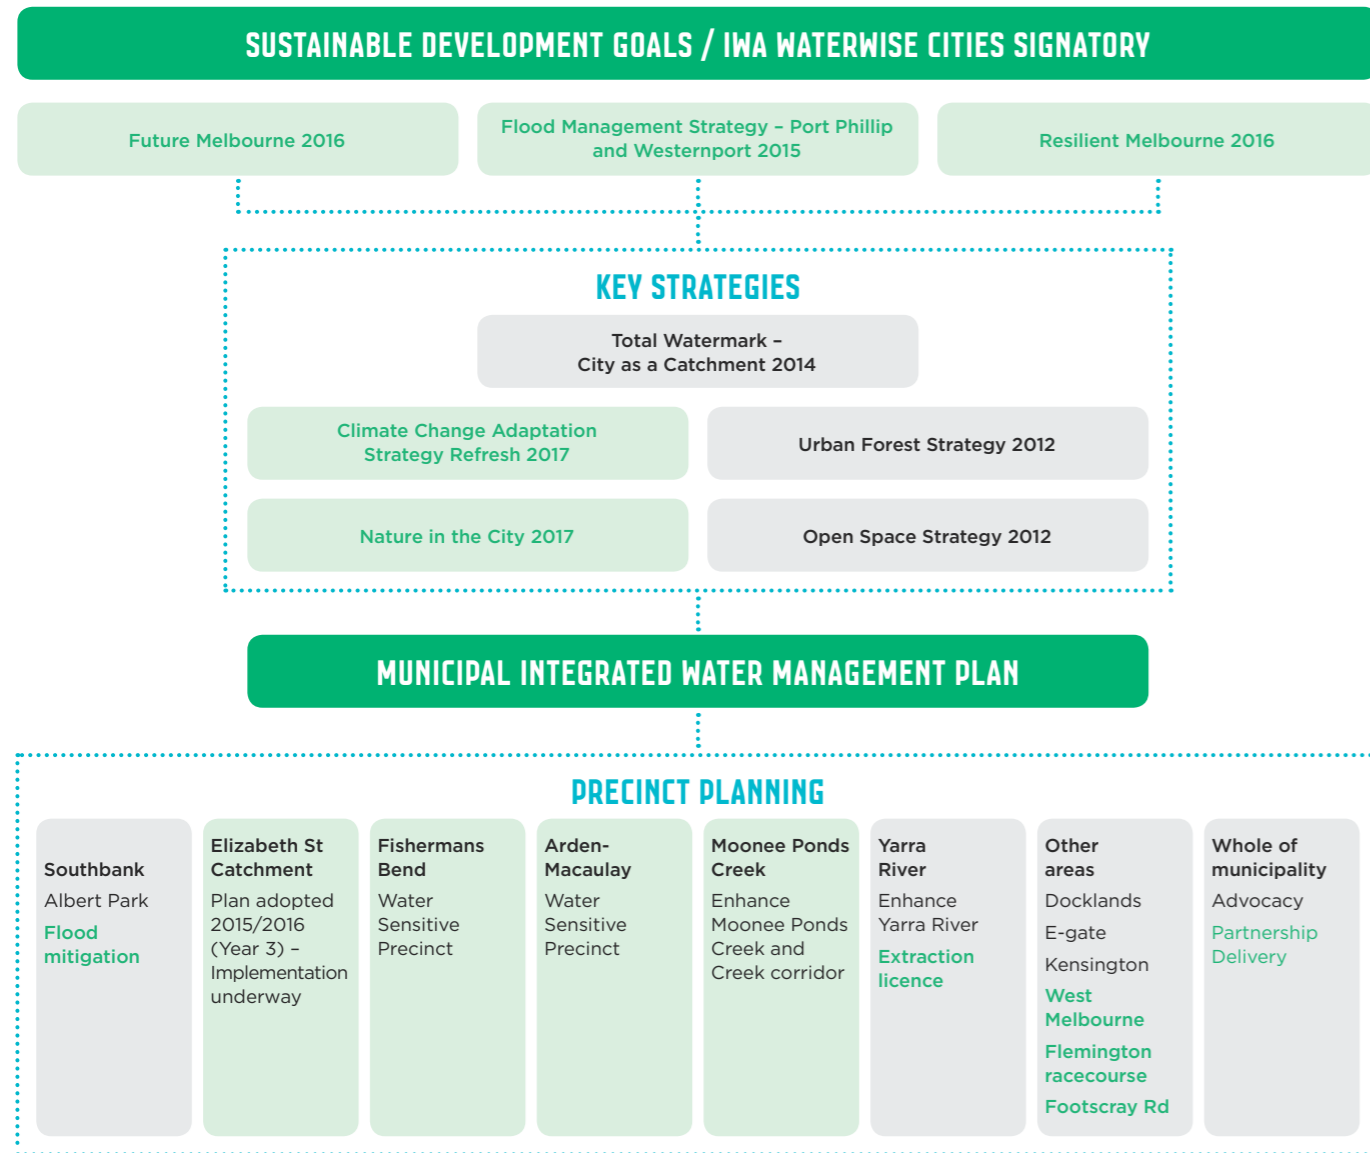 SUSTAINABLE DEVELOPMENT GOALS / IWA WATERWISE CITIES SIGNATORY
Future Melbourne 2016
Flood Management Strategy – Port Phillip
and Westernport 2015
Resilient Melbourne 2016
KEY STRATEGIES
Total Watermark –
City as a Catchment 2014
Climate Change Adaptation
Strategy Refresh 2017
Urban Forest Strategy 2012
Nature in the City 2017
Open Space Strategy 2012
MUNICIPAL INTEGRATED WATER MANAGEMENT PLAN
PRECINCT PLANNING
Southbank
Albert Park
Flood
mitigation
Elizabeth St
Catchment
Plan adopted
2015/2016
(Year 3) –
Implementation
underway
Fishermans
Bend
Water
Sensitive
Precinct
Arden-
Macaulay
Water
Sensitive
Precinct
Moonee Ponds
Creek
Enhance
Moonee Ponds
Creek and
Creek corridor
Yarra
River
Enhance
Yarra River
Extraction
licence
Other
areas
Docklands
E-gate
Kensington
West
Melbourne
Flemington
racecourse
Footscray Rd
Whole of
municipality
Advocacy
Partnership
Delivery